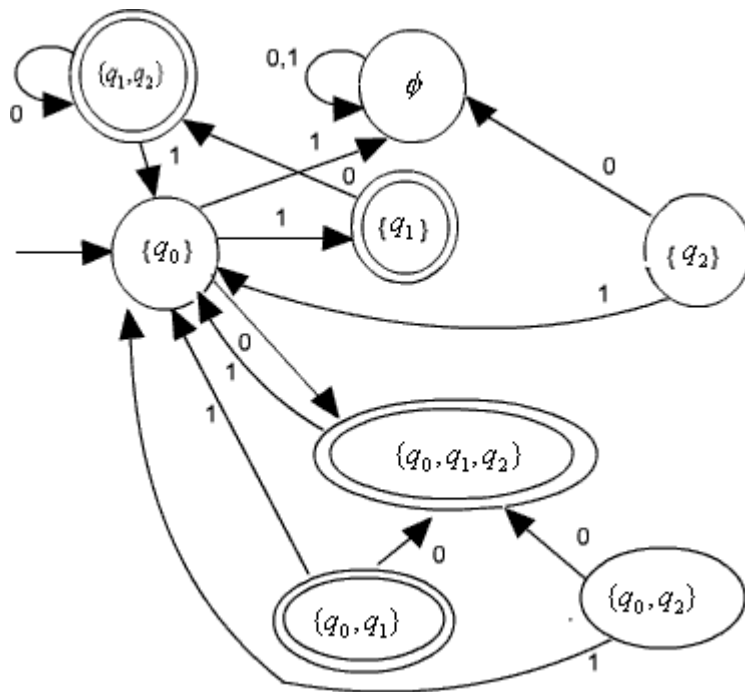 {q₁,q₂)
0,1
ϕ
0
1
1
0
0
{q₁}
1
{q₀}
{q₂}
1
0
1
1
{q₀,q₁,q₂}
0
0
{q₀,q₁}
{q₀,q₂}
1